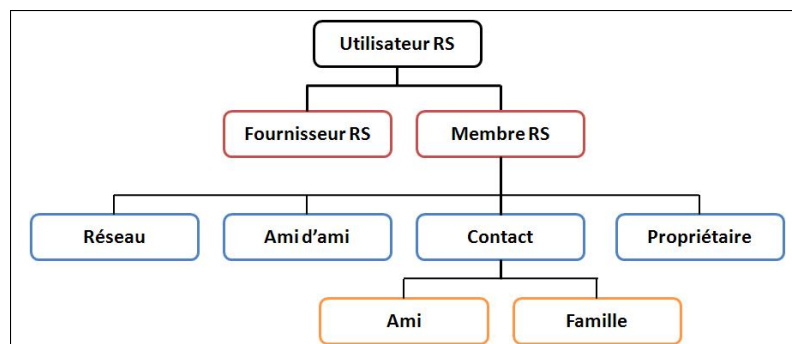 Utilisateur RS
Fournisseur RS
Membre RS
Réseau
Ami d'ami
Contact
Propriétaire
Ami
Famille